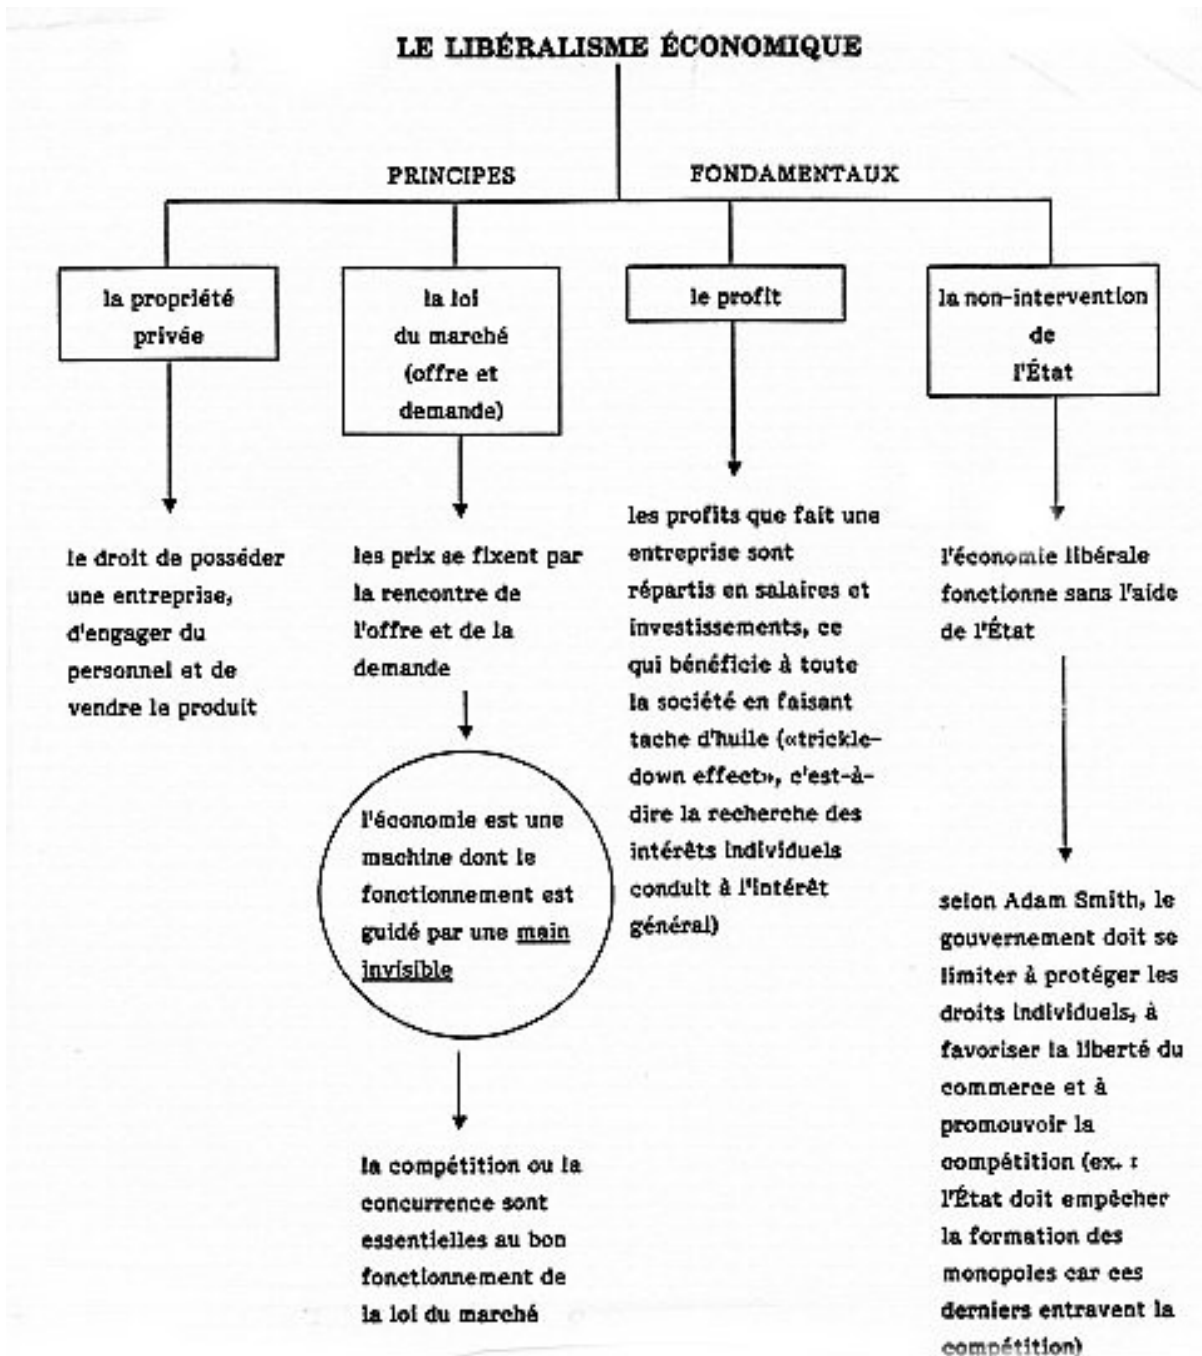 LE LIBÉRALISME ÉCONOMIQUE
PRINCIPES FONDAMENTAUX
la propriété
privée
le droit de posséder
une entreprise,
d'engager du
personnel et de
vendre le produit
la loi
du marché
(offre et
demande)
les prix se fixent par
la rencontre de
l'offre et de la
demande
l'économie est une
machine dont le
fonctionnement est
guidé par une main
invisible
la compétition ou la
concurrence sont
essentielles au bon
fonctionnement de
la loi du marché
le profit
les profits que fait une
entreprise sont
répartis en salaires et
investissements, ce
qui bénéficie à toute
la société en faisant
tache d'huile («trickle-
down effect», c'est-à-
dire la recherche des
intérêts individuels
conduit à l'intérêt
général)
la non-intervention
de
l'État
l'économie libérale
fonctionne sans l'aide
de l'État
selon Adam Smith, le
gouvernement doit se
limiter à protéger les
droits individuels, à
favoriser la liberté du
commerce et à
promouvoir la
compétition (ex. :
l'État doit empêcher
la formation des
monopoles car ces
derniers entravent la
compétition)